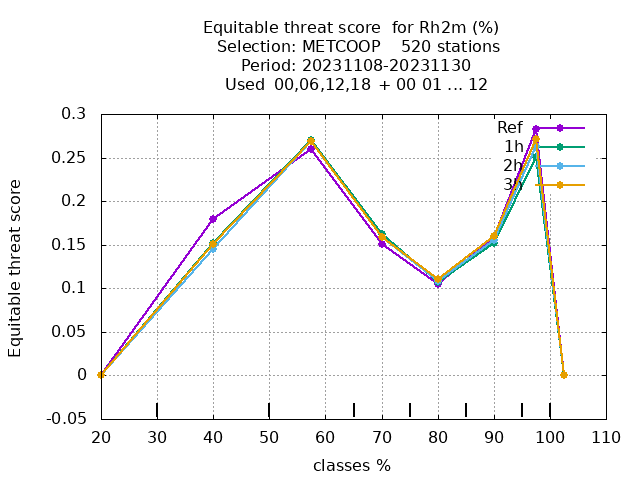 Equitable threat score  for Rh2m (%)
Selection: METCOOP    520 stations
Period: 20231108-20231130
Used  00,06,12,18 + 00 01 ... 12
0.3
0.25
0.2
0.15
0.1
0.05
0
-0.05
Equitable threat score
Ref
1h
2h
3h
20 30 40 50 60 70 80 90 100 110
classes %